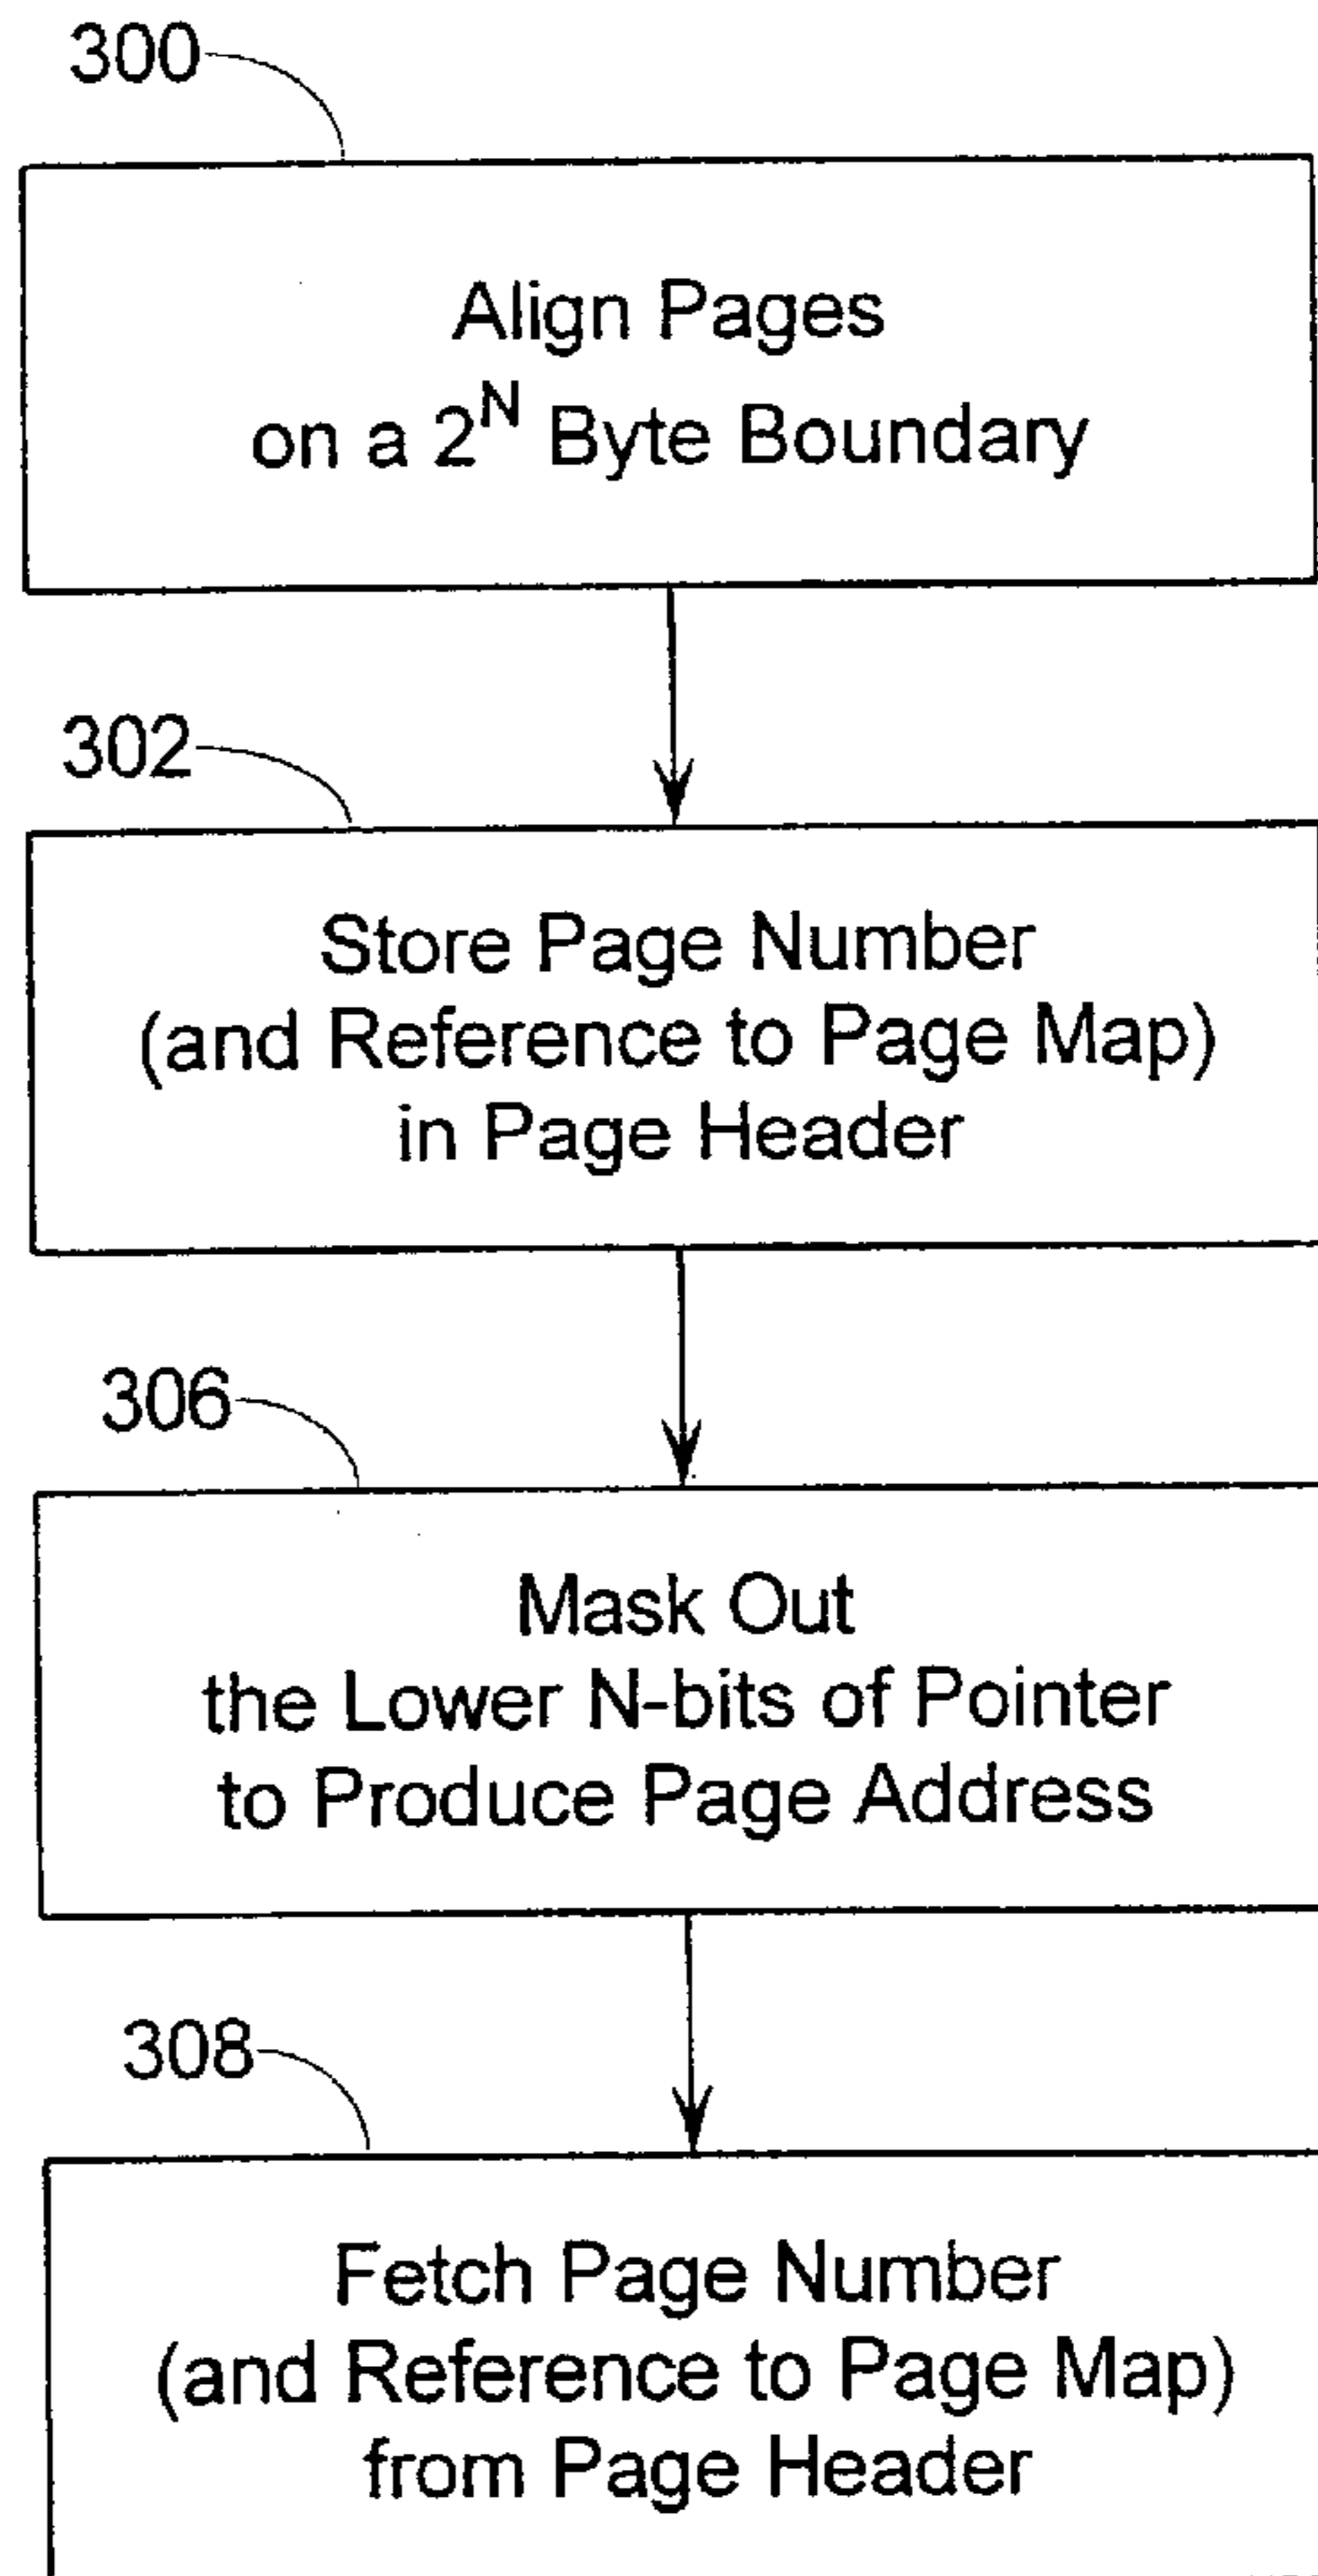 300
Align Pages
on a 2^N Byte Boundary
302
Store Page Number
(and Reference to Page Map)
in Page Header
306
Mask Out
the Lower N-bits of Pointer
to Produce Page Address
308
Fetch Page Number
(and Reference to Page Map)
from Page Header